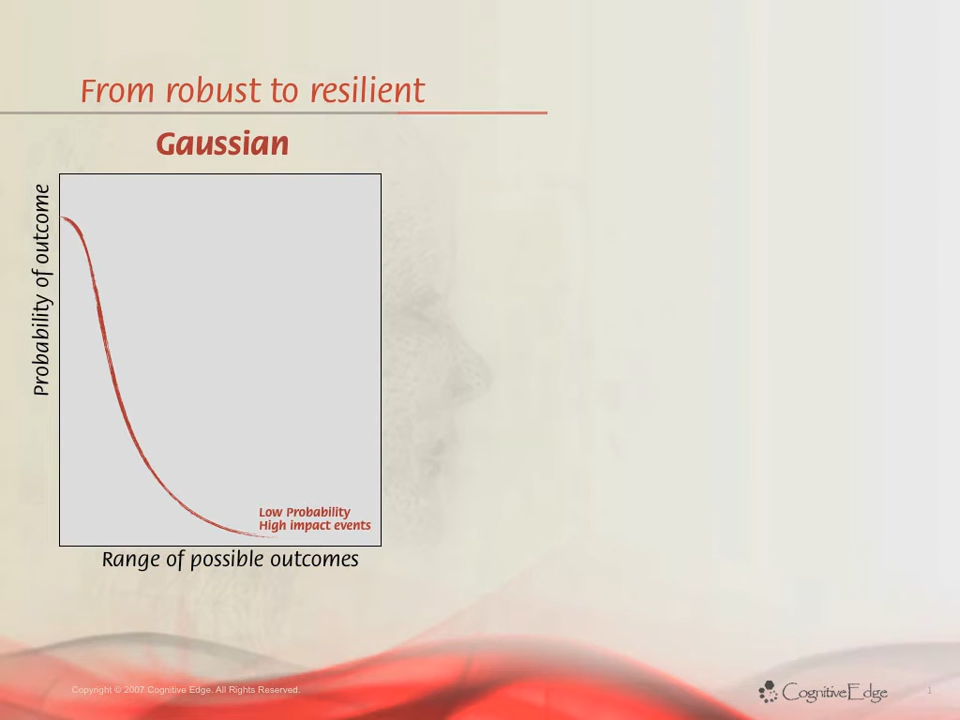 From robust to resilient
Gaussian
Probability of outcome
Low Probability
High impact events
Range of possible outcomes
Copyright © 2007 Cognitive Edge. All Rights Reserved.
CognitiveEdge
1